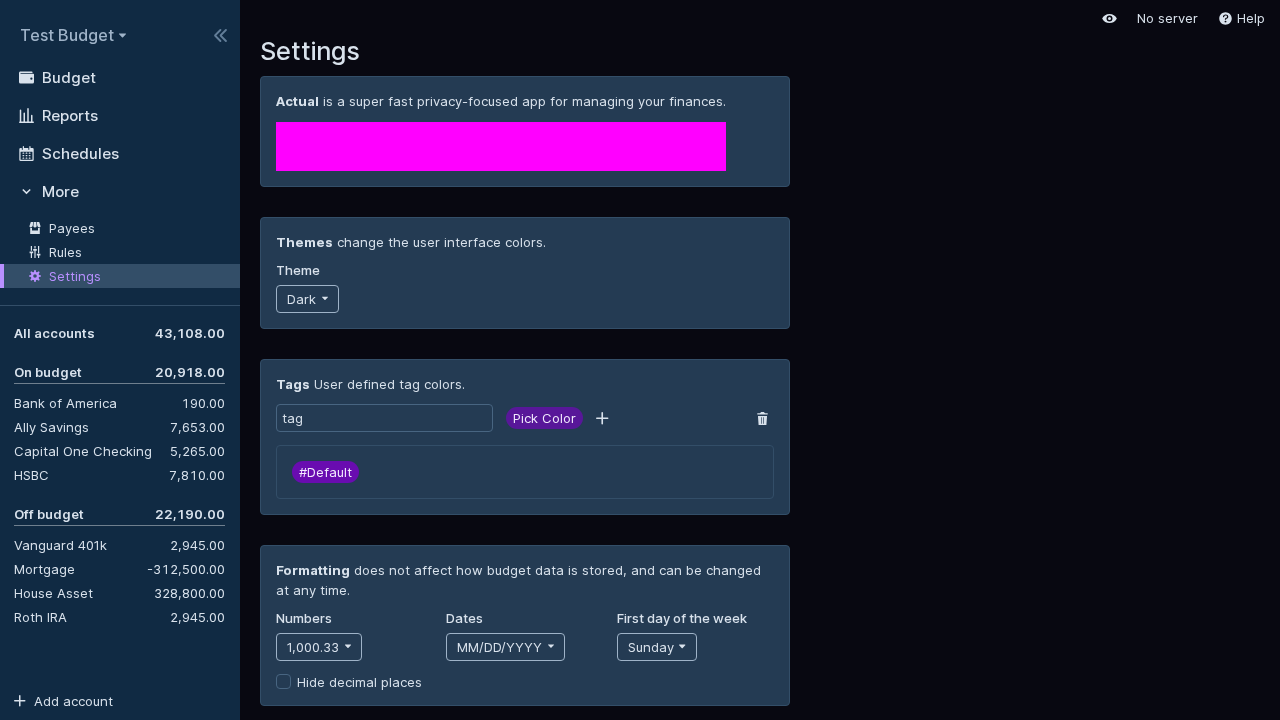 Test Budget
No server
Help
Settings
Budget
Reports
Schedules
More
Payees
Rules
Settings
All accounts 43,108.00
On budget 20,918.00
Bank of America 190.00
Ally Savings 7,653.00
Capital One Checking 5,265.00
HSBC 7,810.00
Off budget 22,190.00
Vanguard 401k 2,945.00
Mortgage -312,500.00
House Asset 328,800.00
Roth IRA 2,945.00
Add account
Actual is a super fast privacy-focused app for managing your finances.
Themes change the user interface colors.
Theme
Dark
Tags User defined tag colors.
tag
Pick Color
#Default
Formatting does not affect how budget data is stored, and can be changed
at any time.
Numbers Dates First day of the week
1,000.33 MM/DD/YYYY Sunday
Hide decimal places